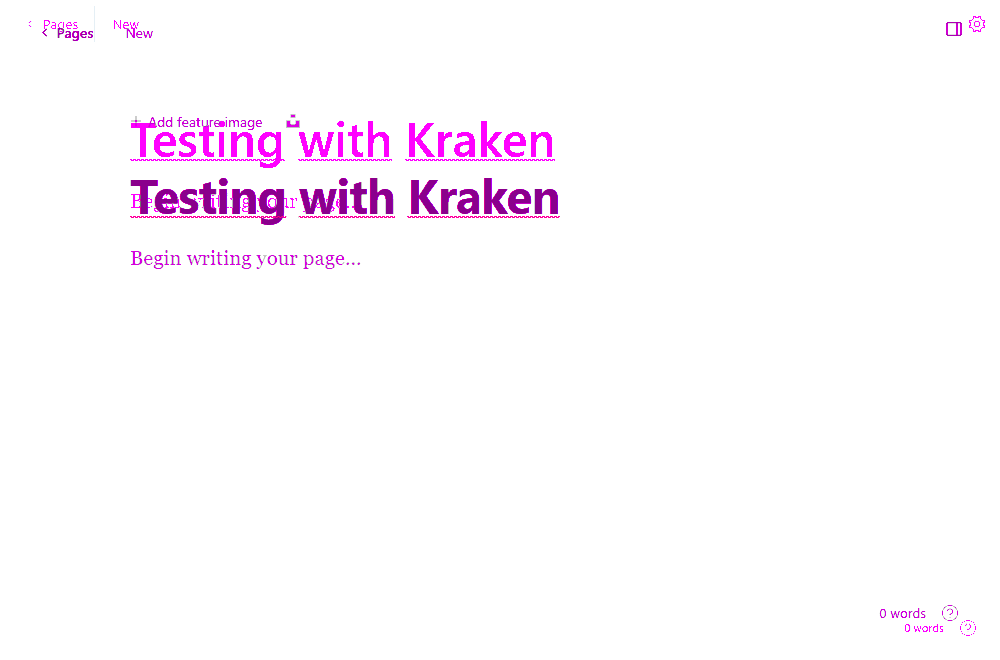 Pages New
Pages New
Add feature image
Testing with Kraken
Testing with Kraken
Begin writing your page...
Begin writing your page...
0 words ?
0 words ?